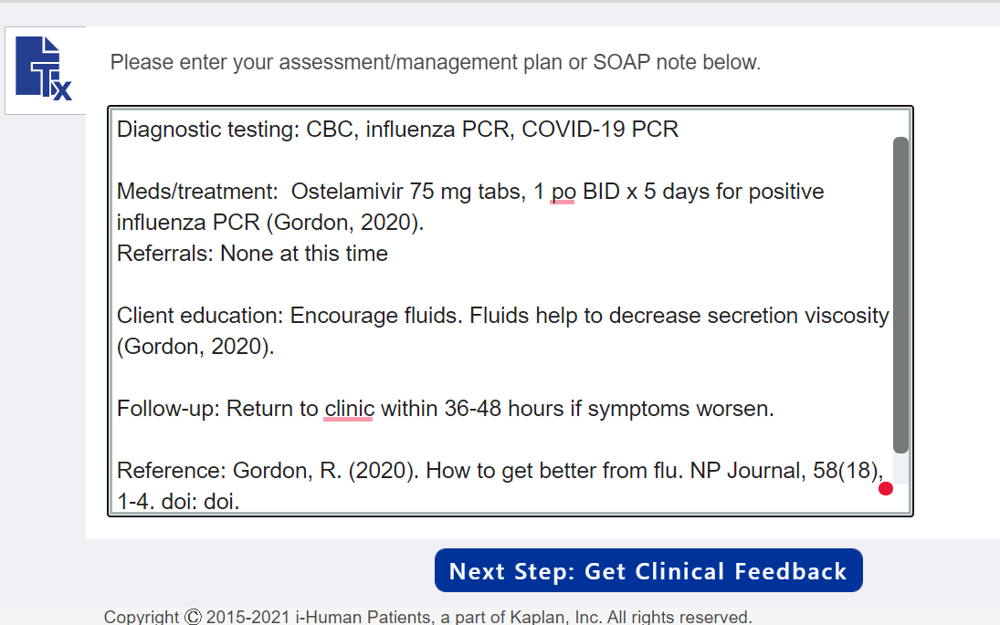 Tx
Please enter your assessment/management plan or SOAP note below.
Diagnostic testing: CBC, influenza PCR, COVID-19 PCR
Meds/treatment:  Ostelamivir 75 mg tabs, 1 po BID x 5 days for positive
influenza PCR (Gordon, 2020).
Referrals: None at this time
Client education: Encourage fluids. Fluids help to decrease secretion viscosity
(Gordon, 2020).
Follow-up: Return to clinic within 36-48 hours if symptoms worsen.
Reference: Gordon, R. (2020). How to get better from flu. NP Journal, 58(18),
1-4. doi: doi.
Next Step: Get Clinical Feedback
Copyright © 2015-2021 i-Human Patients, a part of Kaplan, Inc. All rights reserved.